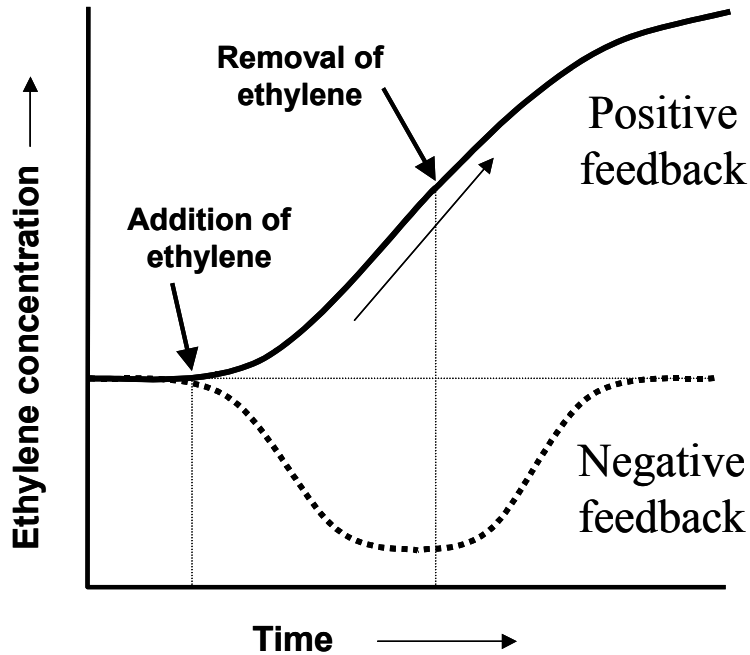 Removal of
ethylene
Positive
feedback
Addition of
ethylene
Ethylene concentration
Negative
feedback
Time